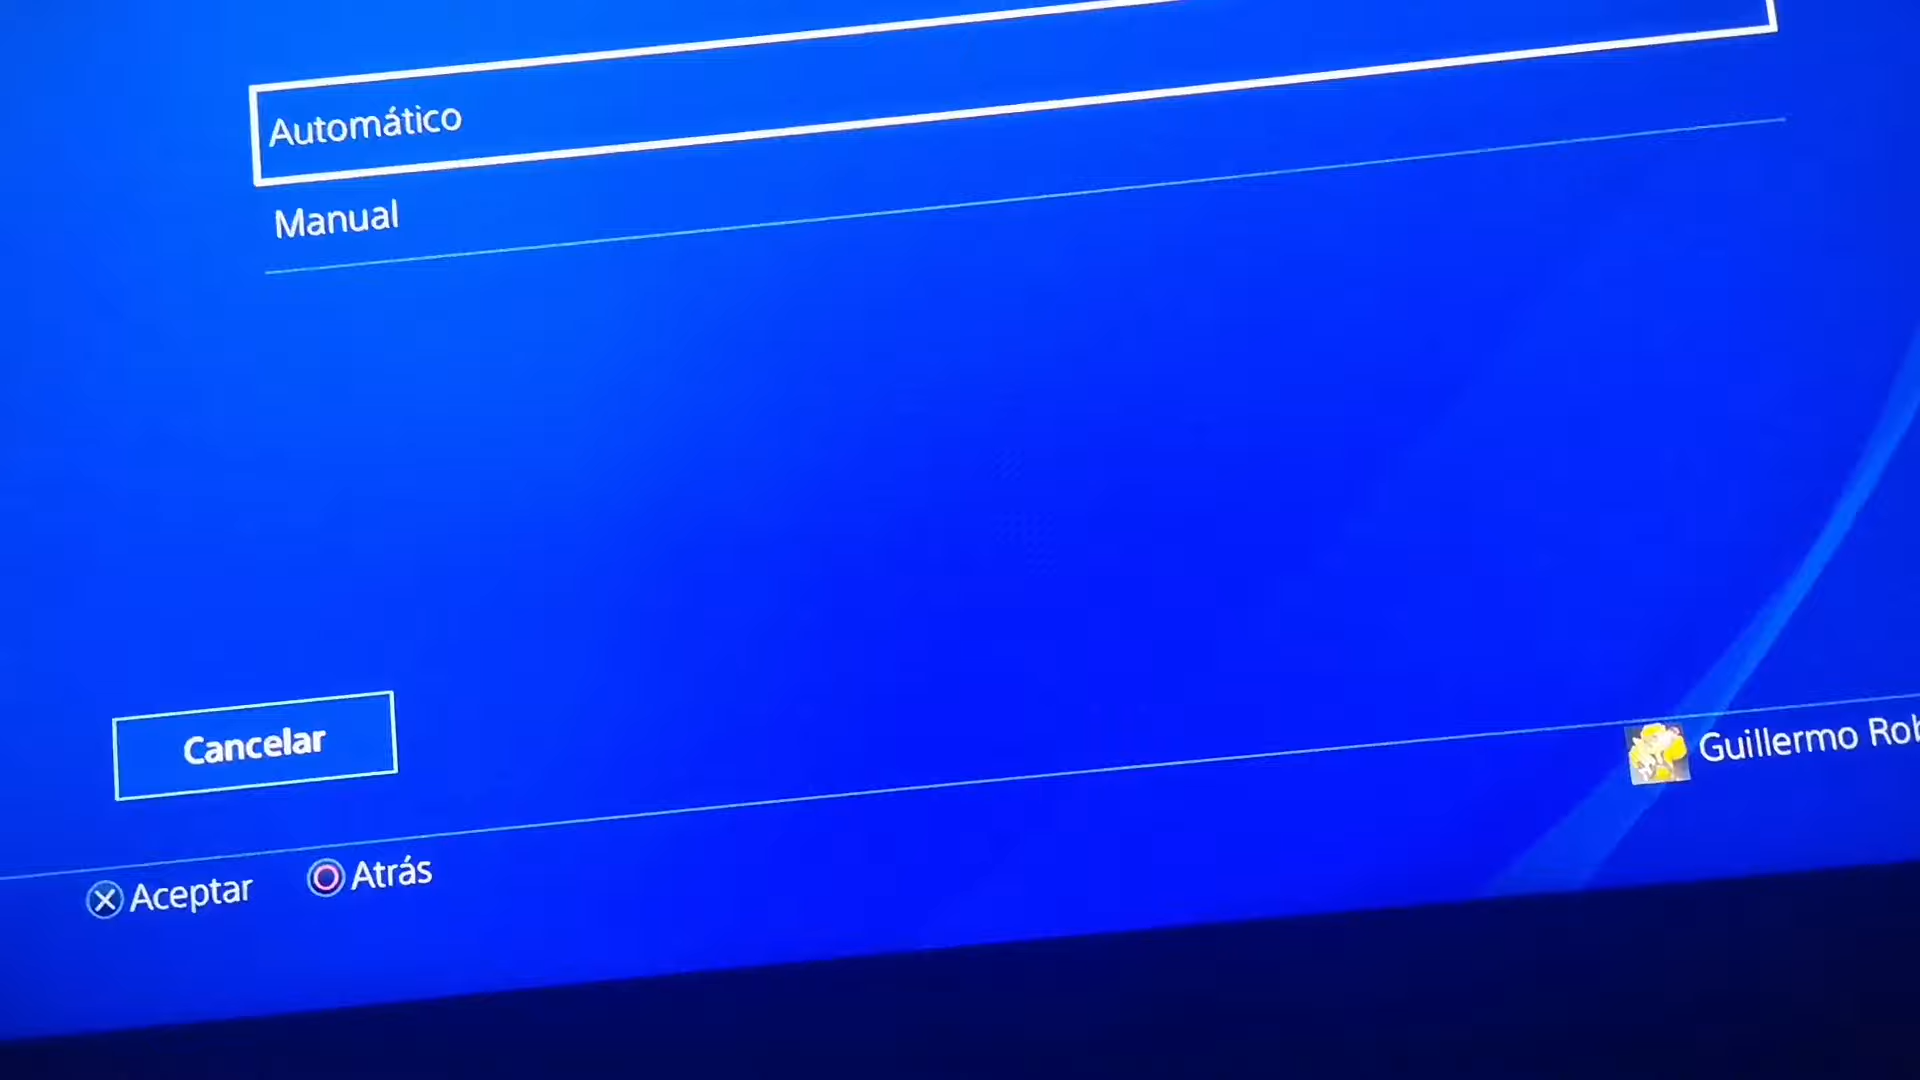 Automático
Manual
Cancelar
Guillermo
Aceptar
Atrás